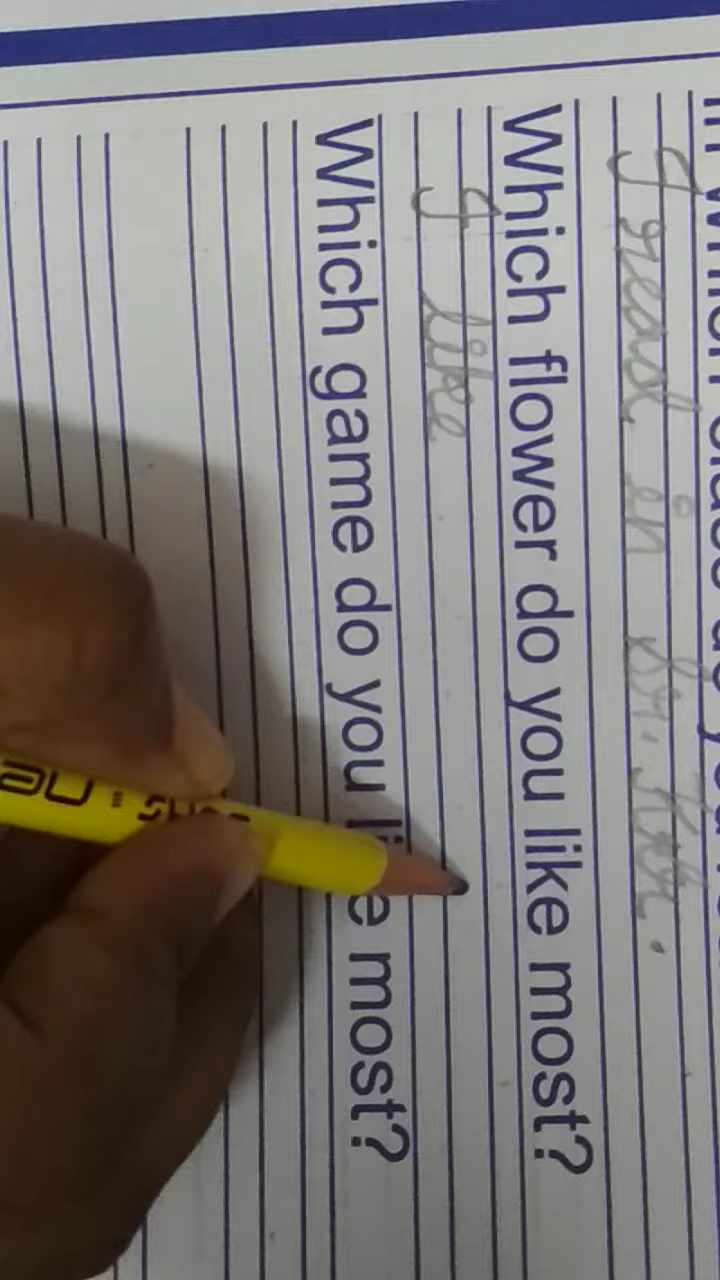 I read in Sr. KG.
Which flower do you like most?
I like
Which game do you like most?